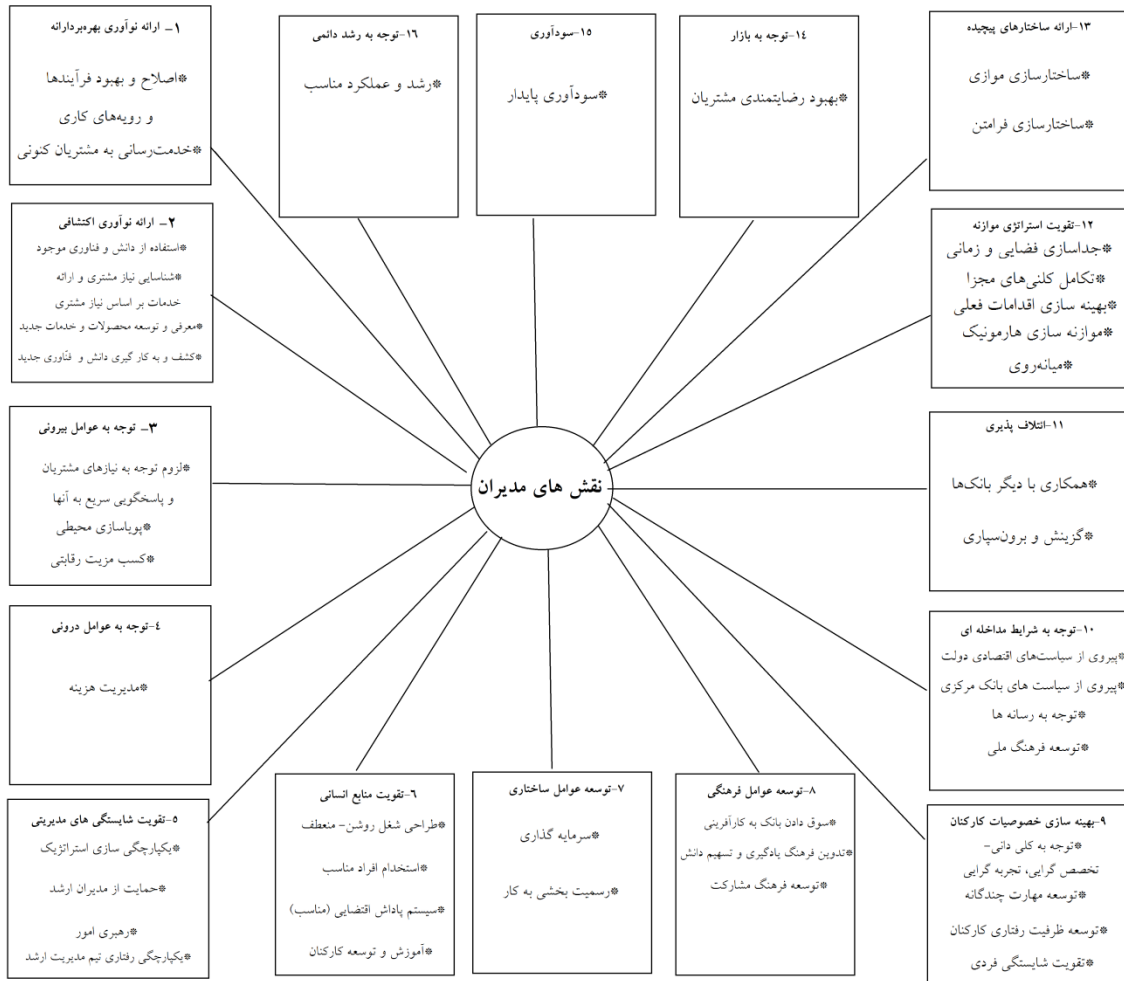 ۱- ارائه نوآوری بهره‌بردارانه
*اصلاح و بهبود فرآیندها
و رویه‌های کاری
*خدمت‌رسانی به مشتریان کنونی
۲- ارائه نوآوری اکتشافی
*استفاده از دانش و فناوری موجود
*شناسایی نیاز مشتری و ارائه
خدمات بر اساس نیاز مشتری
*معرفی و توسعه محصولات و خدمات جدید
*کشف و به کار گیری دانش و فنّاوری جدید
۳- توجه به عوامل بیرونی
*لزوم توجه به نیازهای مشتریان
و پاسخگویی سریع به آنها
*پویاسازی محیطی
*کسب مزیت رقابتی
۴-توجه به عوامل درونی
*مدیریت هزینه
۵-تقویت شایستگی های مدیریتی
*یکپارچگی سازی استراتژیک
*حمایت از مدیران ارشد
*رهبری امور
*یکپارچگی رفتاری تیم مدیریت ارشد
۶-تقویت منابع انسانی
*طراحی شغل روشن- منعطف
*استخدام افراد مناسب
*سیستم پاداش اقتضایی (مناسب)
*آموزش و توسعه کارکنان
۷-توسعه عوامل ساختاری
*سرمایه گذاری
*رسمیت بخشی به کار
۸-توسعه عوامل فرهنگی
*سوق دادن بانک به کارآفرینی
*تدوین فرهنگ یادگیری و تسهیم دانش
*توسعه فرهنگ مشارکت
۹-بهینه سازی خصوصیات کارکنان
*توجه به کلی دانی-
تخصص گرایی، تجربه گرایی
*توسعه مهارت چندگانه
*توسعه ظرفیت رفتاری کارکنان
*تقویت شایستگی فردی
۱۰-توجه به شرایط مداخله ای
*پیروی از سیاست‌های اقتصادی دولت
*پیروی از سیاست های بانک مرکزی
*توجه به رسانه ها
*توسعه فرهنگ ملی
۱۱-ائتلاف پذیری
*همکاری با دیگر بانک‌ها
*گزینش و برون‌سپاری
۱۲-تقویت استراتژی موازنه
*جداسازی فضایی و زمانی
*تکامل کلنی‌های مجزا
*بهینه سازی اقدامات فعلی
*موازنه سازی هارمونیک
*میانه‌روی
۱۳-ارائه ساختارهای پیچیده
*ساختارسازی موازی
*ساختارسازی فرامتن
۱۴-توجه به بازار
*بهبود رضایتمندی مشتریان
۱۵-سودآوری
*سودآوری پایدار
۱۶-توجه به رشد دائمی
*رشد و عملکرد مناسب
نقش های مدیران